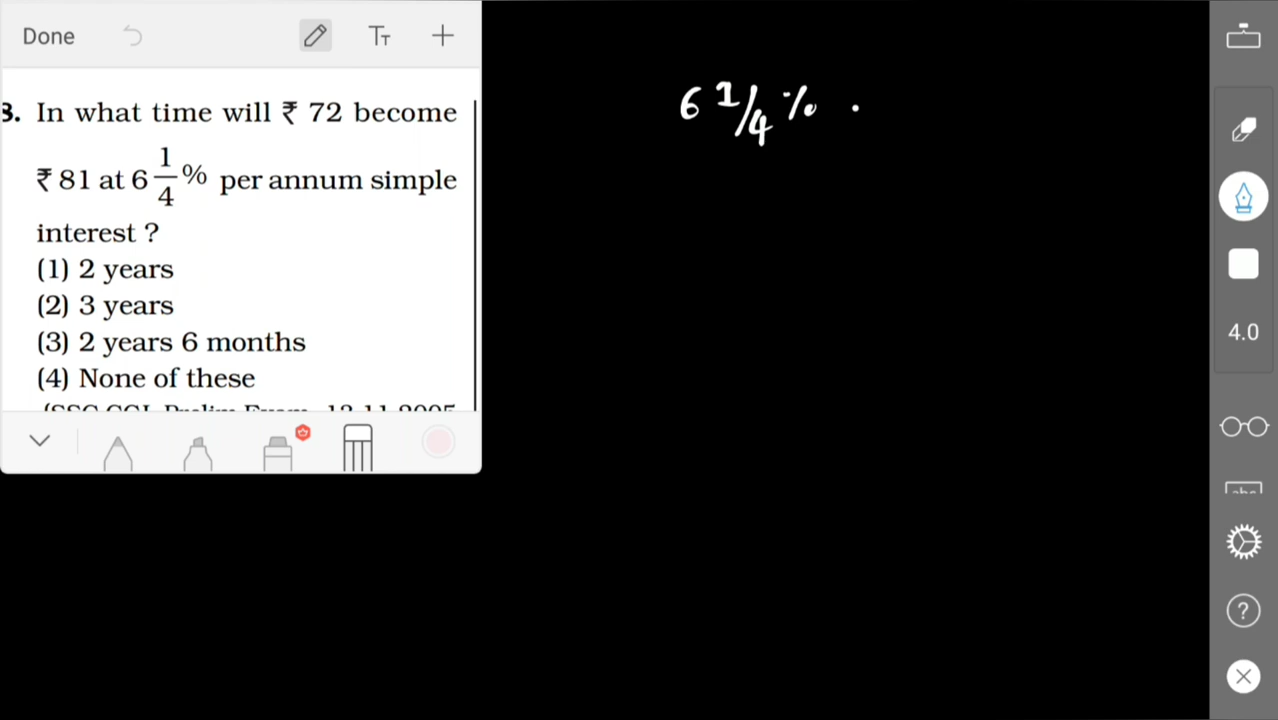 Done
3. In what time will ₹ 72 become
₹ 81 at 6 1/4 % per annum simple
interest ?
(1) 2 years
(2) 3 years
(3) 2 years 6 months
(4) None of these
6 1/4 % .
4.0
?